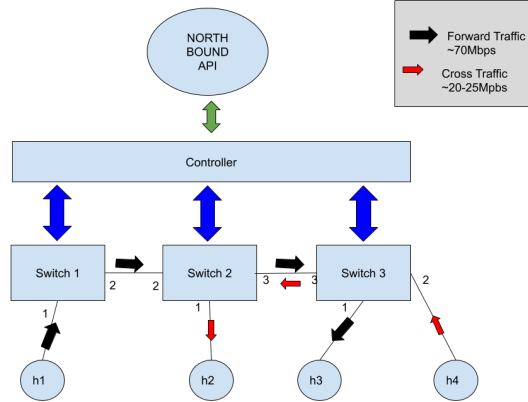 NORTH
BOUND
API
Forward Traffic
~70Mbps
Cross Traffic
~20-25Mpbs
Controller
Switch 1
Switch 2
Switch 3
2
2
3
3
2
1
1
1
h1
h2
h3
h4